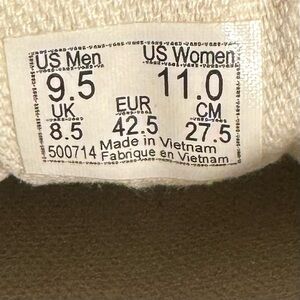 US Men US Women
9.5 11.0
UK EUR CM
8.5 42.5 27.5
500714 Made in Vietnam
Fabriqué en Vietnam